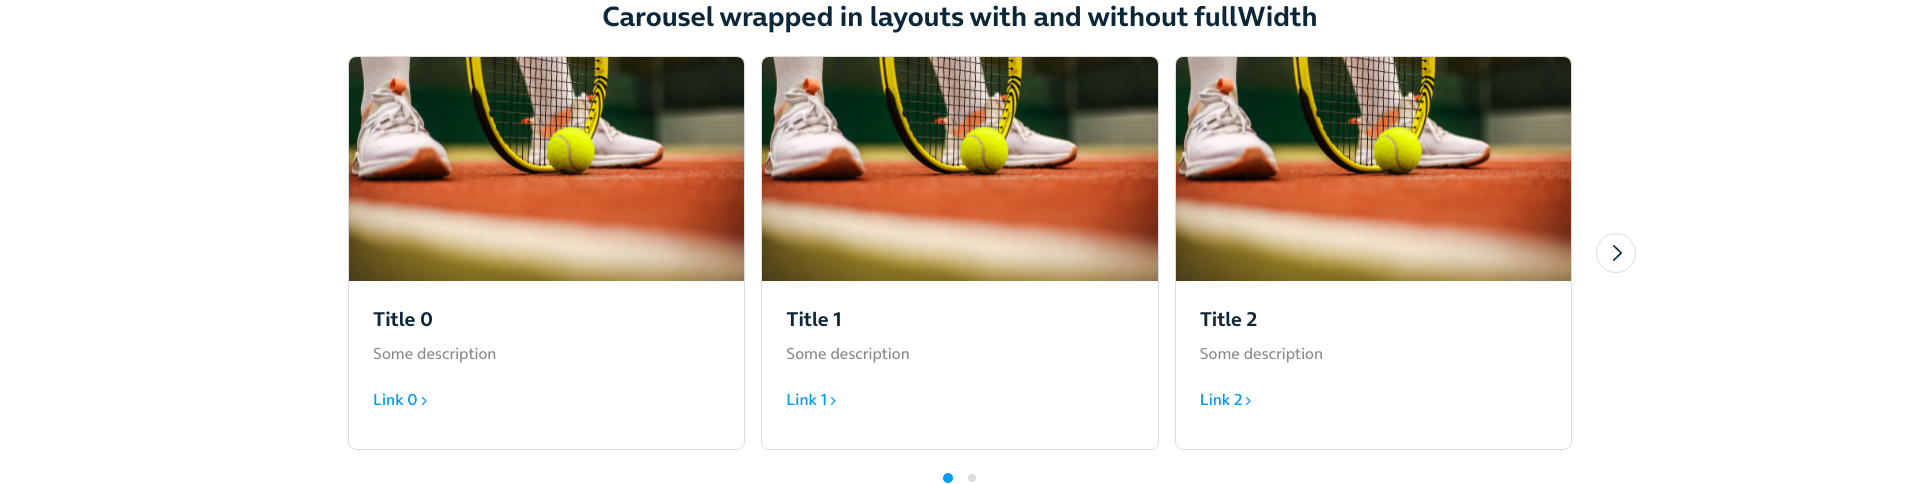 Carousel wrapped in layouts with and without fullWidth
Title 0
Some description
Link 0
Title 1
Some description
Link 1
Title 2
Some description
Link 2